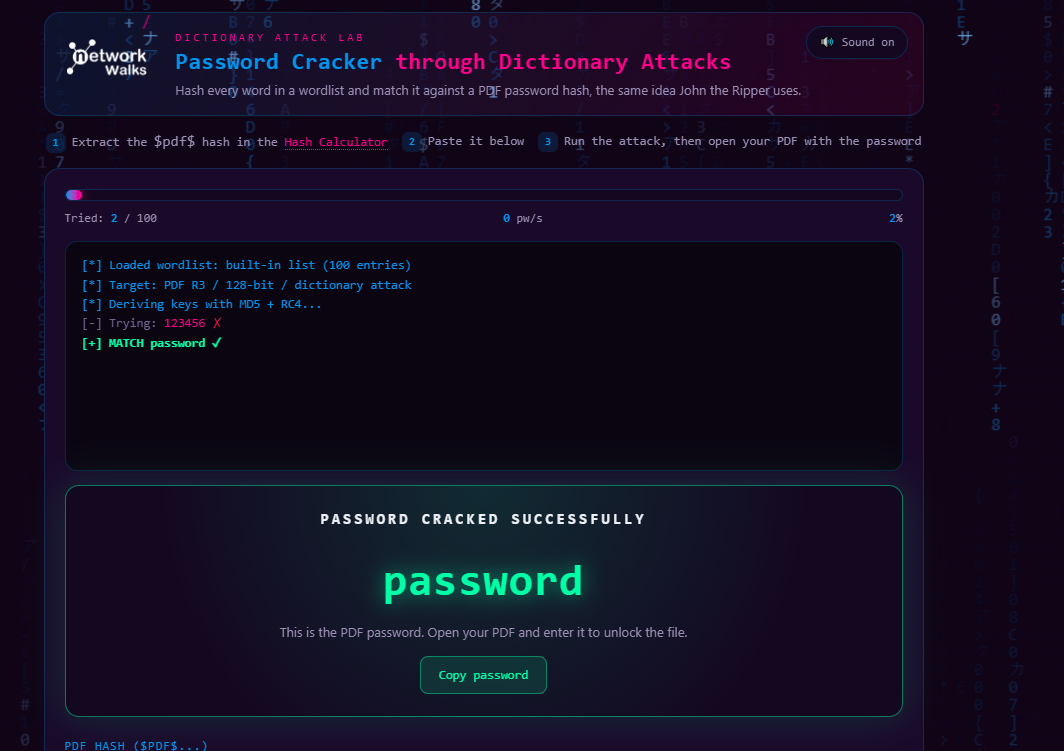 network
walks
DICTIONARY ATTACK LAB
Password Cracker through Dictionary Attacks
Hash every word in a wordlist and match it against a PDF password hash, the same idea John the Ripper uses.
🔊 Sound on
1 Extract the $pdf$ hash in the Hash Calculator 2 Paste it below 3 Run the attack, then open your PDF with the password
Tried: 2 / 100 0 pw/s 2%
[*] Loaded wordlist: built-in list (100 entries)
[*] Target: PDF R3 / 128-bit / dictionary attack
[*] Deriving keys with MD5 + RC4...
[-] Trying: 123456 ✗
[+] MATCH password ✓
PASSWORD CRACKED SUCCESSFULLY
password
This is the PDF password. Open your PDF and enter it to unlock the file.
Copy password
PDF HASH ($PDF$...)